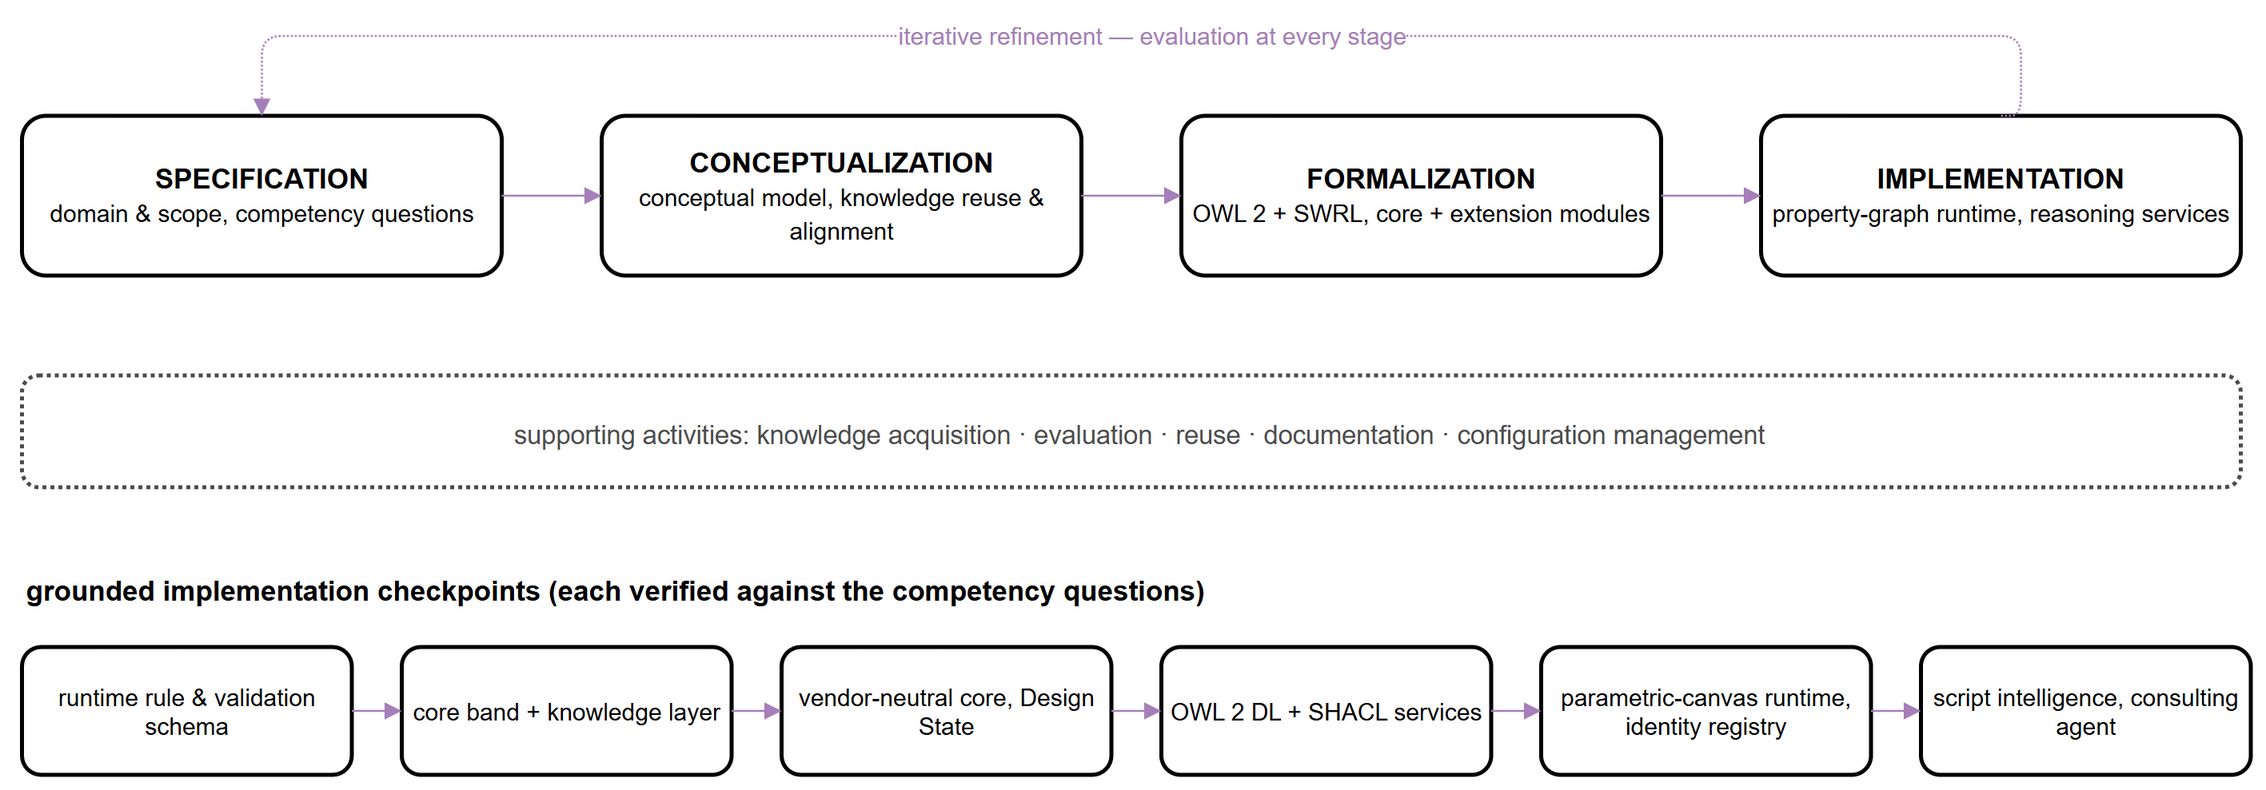 iterative refinement — evaluation at every stage
SPECIFICATION
domain & scope, competency questions
CONCEPTUALIZATION
conceptual model, knowledge reuse &
alignment
FORMALIZATION
OWL 2 + SWRL, core + extension modules
IMPLEMENTATION
property-graph runtime, reasoning services
supporting activities: knowledge acquisition · evaluation · reuse · documentation · configuration management
grounded implementation checkpoints (each verified against the competency questions)
runtime rule & validation
schema
core band + knowledge layer
vendor-neutral core, Design
State
OWL 2 DL + SHACL services
parametric-canvas runtime,
identity registry
script intelligence, consulting
agent